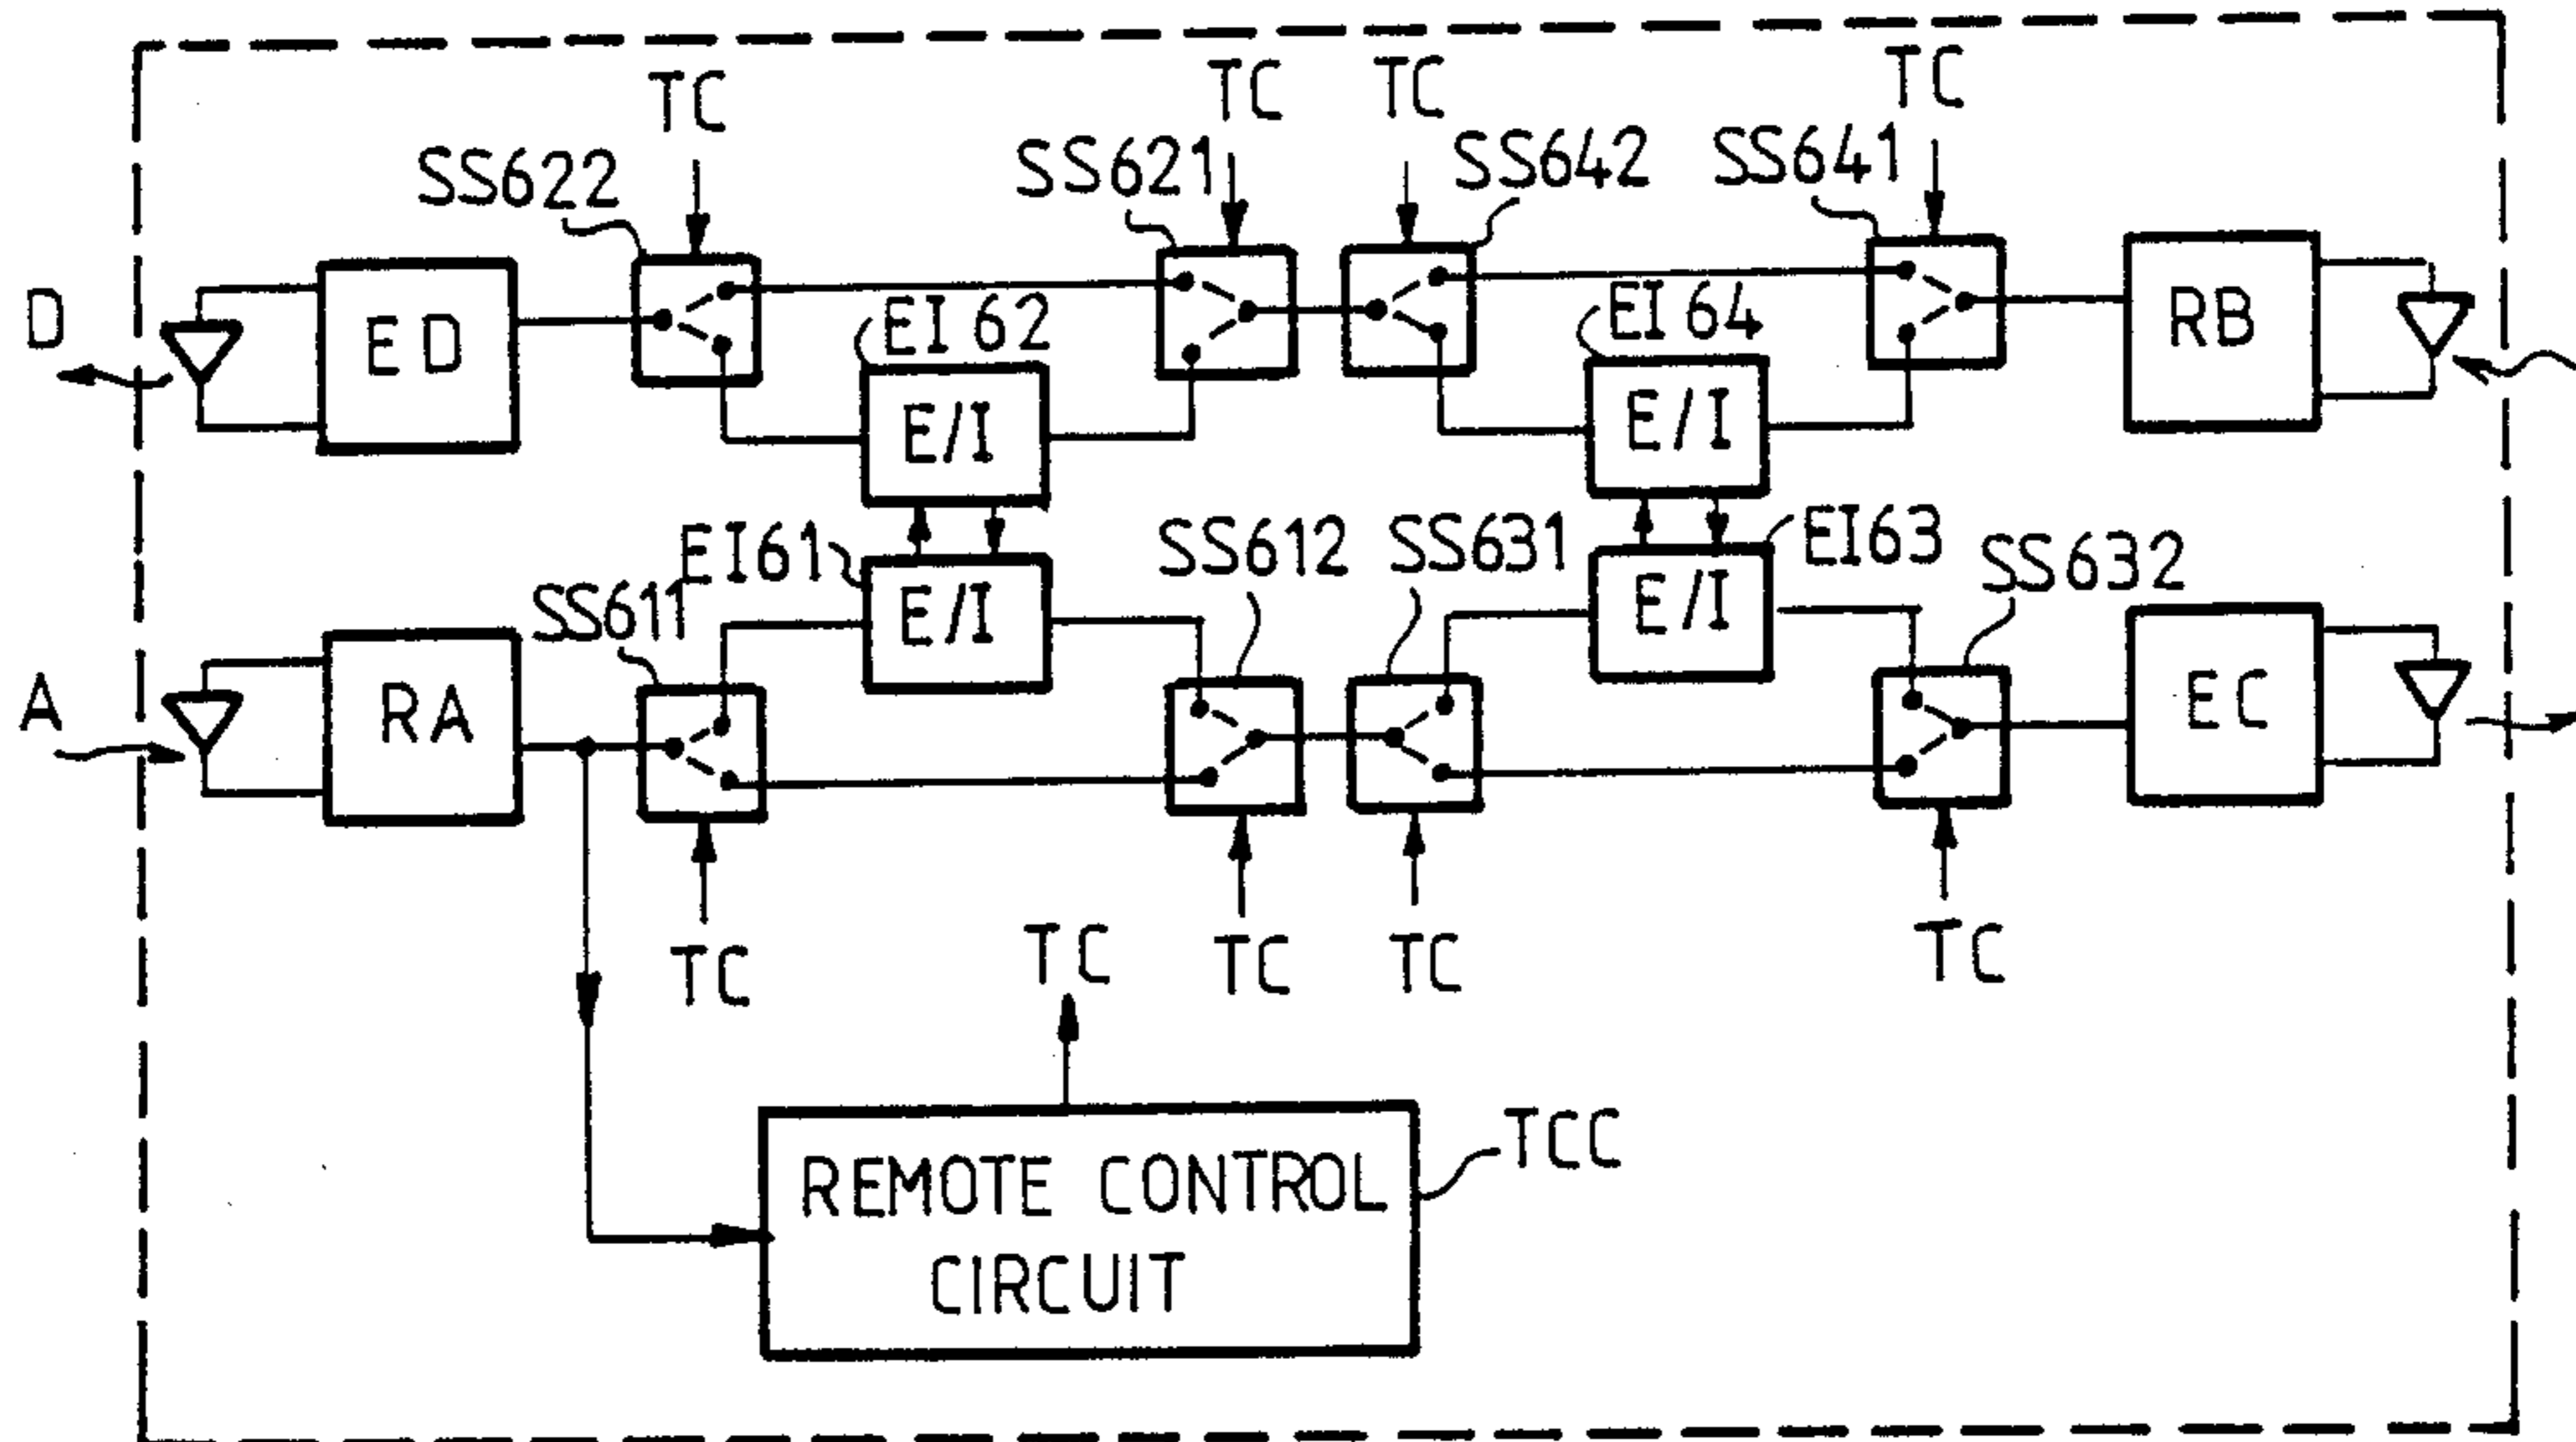 TC
TC
TC
TC
SS622
SS621
SS642
SS641
D
ED
EI 62
EI 64
RB
E/I
E/I
EI61
SS612
SS631
EI63
SS632
SS611
E/I
E/I
A
RA
EC
TC
TC
TC
TC
TC
REMOTE CONTROL
CIRCUIT
TCC